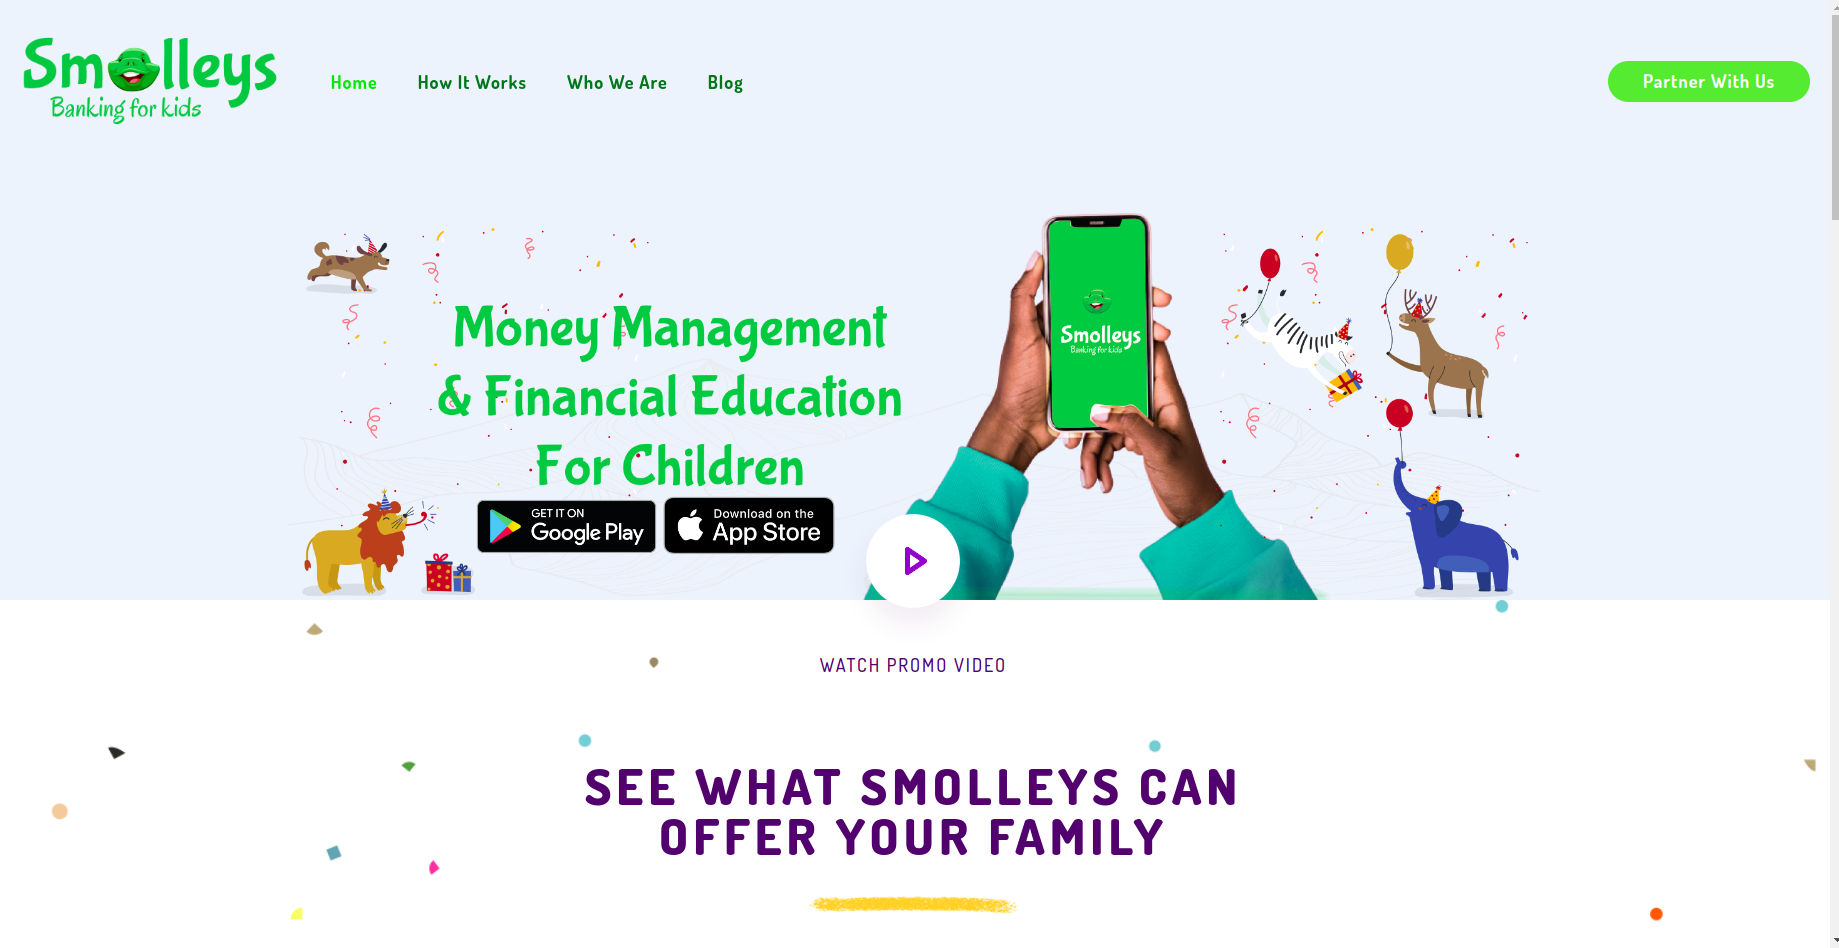 Smolleys
Banking for kids
Home
How It Works
Who We Are
Blog
Partner With Us
Money Management
& Financial Education
For Children
GET IT ON
Google Play
Download on the
App Store
Smolleys
Banking for kids
WATCH PROMO VIDEO
SEE WHAT SMOLLEYS CAN
OFFER YOUR FAMILY